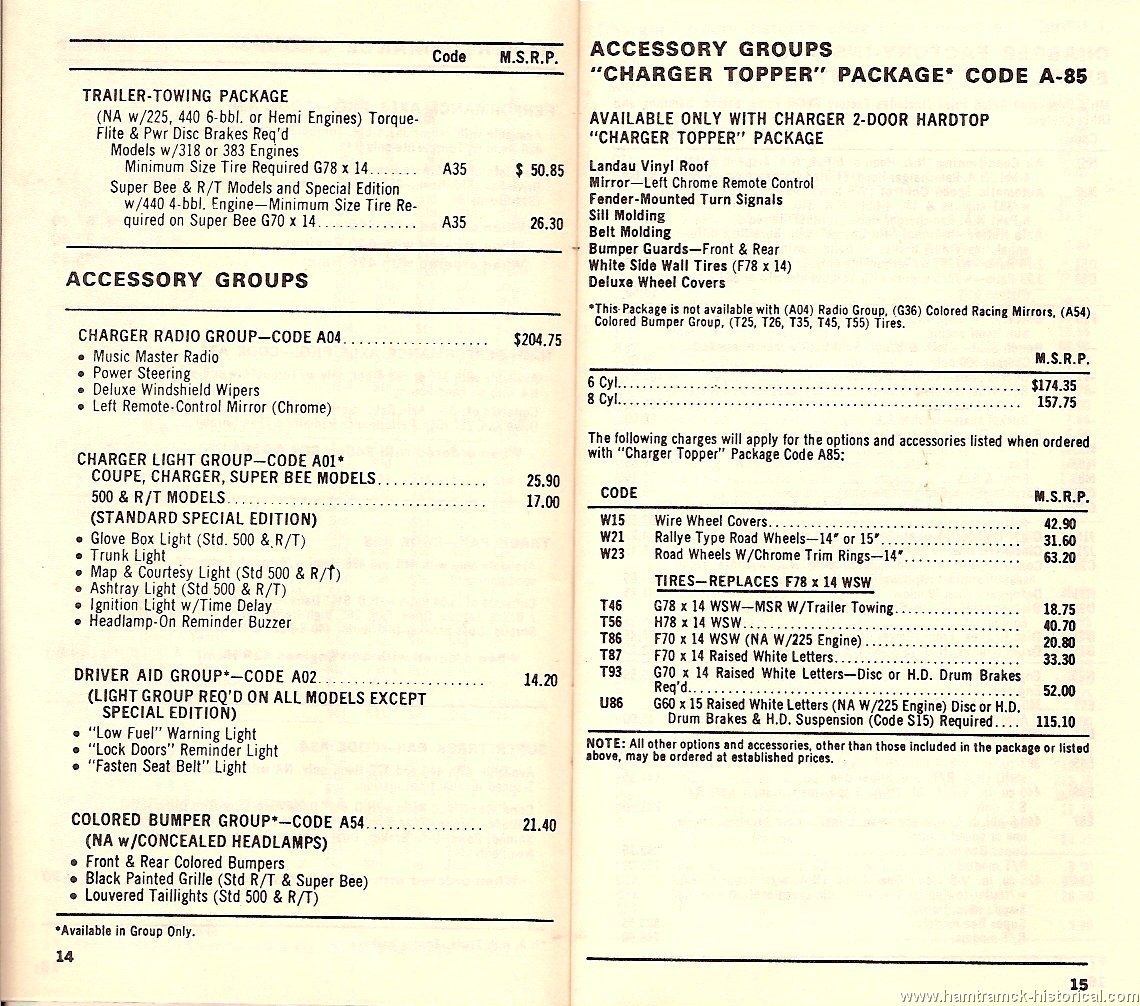 Code M.S.R.P.
TRAILER-TOWING PACKAGE
(NA w/225, 440 6-bbl. or Hemi Engines) Torque-
Flite & Pwr Disc Brakes Req'd
Models w/318 or 383 Engines
Minimum Size Tire Required G78 x 14....... A35 $ 50.85
Super Bee & R/T Models and Special Edition
w/440 4-bbl. Engine—Minimum Size Tire Re-
quired on Super Bee G70 x 14.............. A35 26.30
ACCESSORY GROUPS
CHARGER RADIO GROUP—CODE A04..................... $204.75
• Music Master Radio
• Power Steering
• Deluxe Windshield Wipers
• Left Remote-Control Mirror (Chrome)
CHARGER LIGHT GROUP—CODE A01*
COUPE, CHARGER, SUPER BEE MODELS............... 25.90
500 & R/T MODELS.................................... 17.00
(STANDARD SPECIAL EDITION)
• Glove Box Light (Std. 500 & R/T)
• Trunk Light
• Map & Courtesy Light (Std 500 & R/T)
• Ashtray Light (Std 500 & R/T)
• Ignition Light w/Time Delay
• Headlamp-On Reminder Buzzer
DRIVER AID GROUP*—CODE A02....................... 14.20
(LIGHT GROUP REQ'D ON ALL MODELS EXCEPT
SPECIAL EDITION)
• "Low Fuel" Warning Light
• "Lock Doors" Reminder Light
• "Fasten Seat Belt" Light
COLORED BUMPER GROUP*—CODE A54................ 21.40
(NA w/CONCEALED HEADLAMPS)
• Front & Rear Colored Bumpers
• Black Painted Grille (Std R/T & Super Bee)
• Louvered Taillights (Std 500 & R/T)
*Available in Group Only.
14
ACCESSORY GROUPS
"CHARGER TOPPER" PACKAGE* CODE A-85
AVAILABLE ONLY WITH CHARGER 2-DOOR HARDTOP
"CHARGER TOPPER" PACKAGE
Landau Vinyl Roof
Mirror—Left Chrome Remote Control
Fender-Mounted Turn Signals
Sill Molding
Belt Molding
Bumper Guards—Front & Rear
White Side Wall Tires (F78 x 14)
Deluxe Wheel Covers
*This Package is not available with (A04) Radio Group, (G36) Colored Racing Mirrors, (A54)
Colored Bumper Group, (T25, T26, T35, T45, T55) Tires.
M.S.R.P.
6 Cyl............................................................ $174.35
8 Cyl............................................................ 157.75
The following charges will apply for the options and accessories listed when ordered
with "Charger Topper" Package Code A85:
CODE M.S.R.P.
W15 Wire Wheel Covers..................................... 42.90
W21 Rallye Type Road Wheels—14" or 15"..................... 31.60
W23 Road Wheels W/Chrome Trim Rings—14"................. 63.20
TIRES—REPLACES F78 x 14 WSW
T46 G78 x 14 WSW—MSR W/Trailer Towing................... 18.75
T56 H78 x 14 WSW......................................... 40.70
T86 F70 x 14 WSW (NA W/225 Engine)....................... 20.80
T87 F70 x 14 Raised White Letters............................ 33.30
T93 G70 x 14 Raised White Letters—Disc or H.D. Drum Brakes
Req'd................................................. 52.00
U86 G60 x 15 Raised White Letters (NA W/225 Engine) Disc or H.D.
Drum Brakes & H.D. Suspension (Code S15) Required.... 115.10
NOTE: All other options and accessories, other than those included in the package or listed
above, may be ordered at established prices.
15
www.hamtramck-historical.com